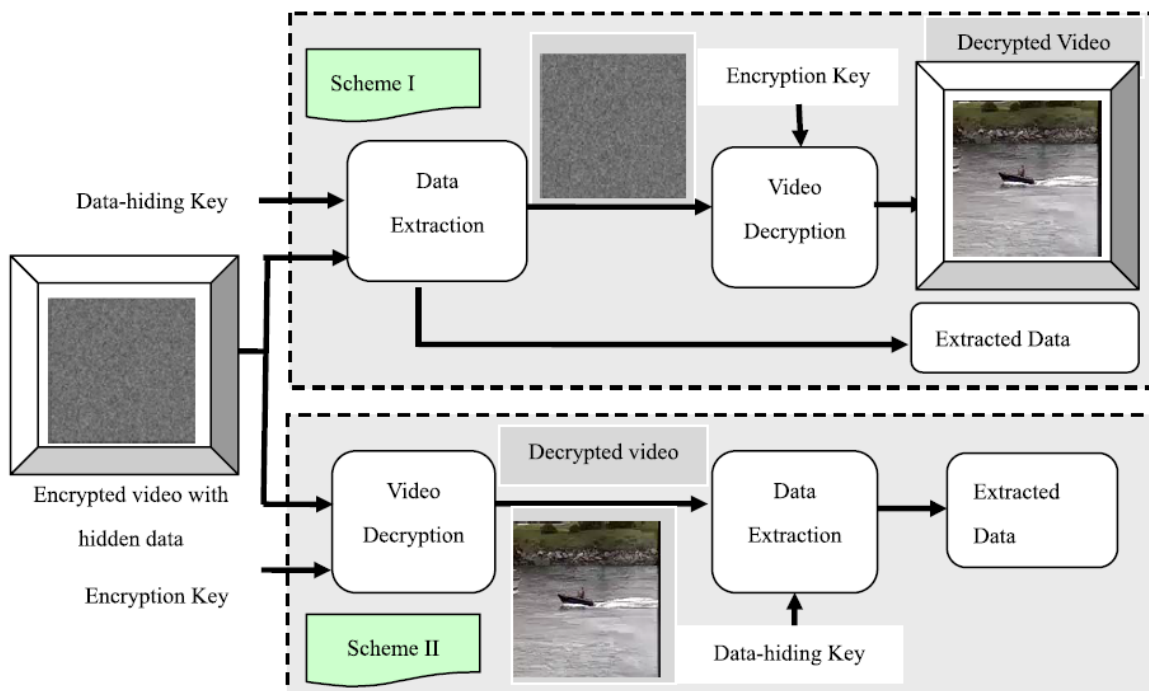 Decrypted Video
Scheme I
Encryption Key
Data
Extraction
Video
Decryption
Data-hiding Key
Extracted Data
Encrypted video with
hidden data
Encryption Key
Decrypted video
Video
Decryption
Data
Extraction
Extracted
Data
Scheme II
Data-hiding Key